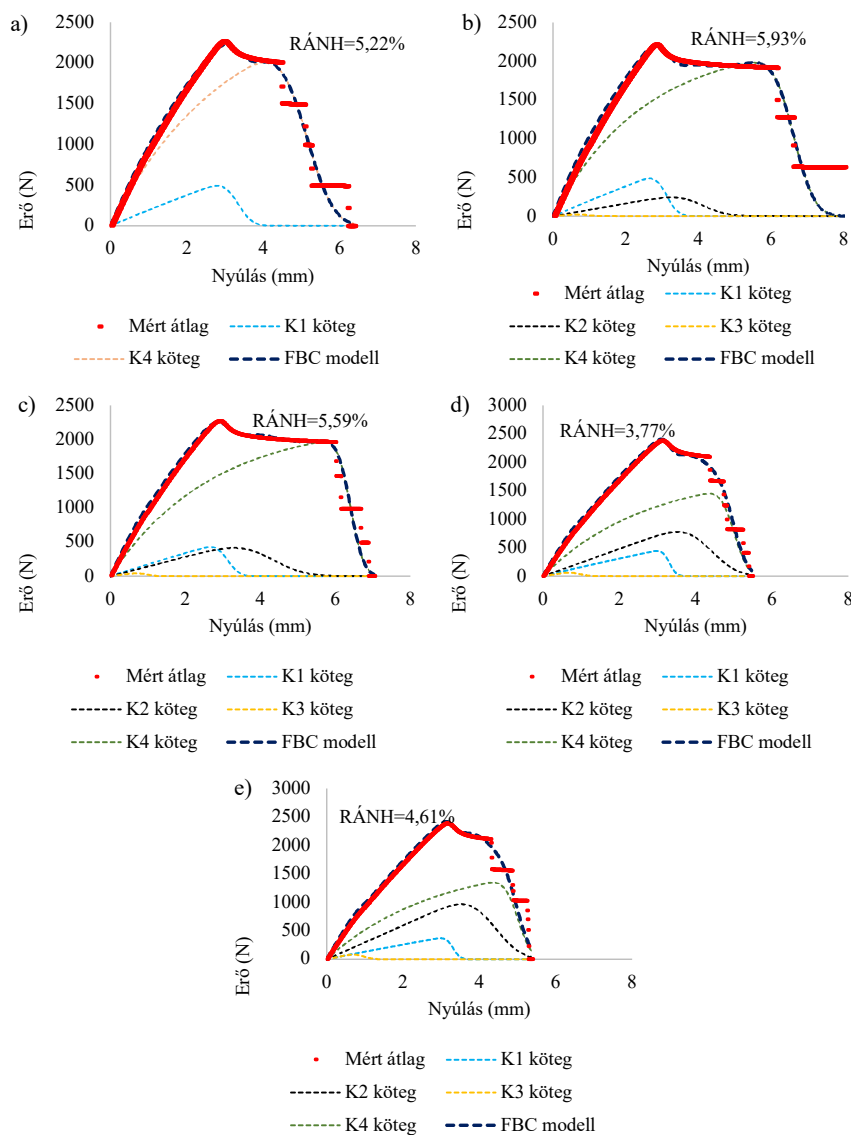 a)
RÁNH=5,22%
Erő (N)
2500
2000
1500
1000
500
0
0 2 4 6 8
Nyúlás (mm)
Mért átlag K1 köteg
K4 köteg FBC modell
b)
RÁNH=5,93%
Erő (N)
2500
2000
1500
1000
500
0
0 2 4 6 8
Nyúlás (mm)
Mért átlag K1 köteg
K2 köteg K3 köteg
K4 köteg FBC modell
c)
RÁNH=5,59%
Erő (N)
2500
2000
1500
1000
500
0
0 2 4 6 8
Nyúlás (mm)
Mért átlag K1 köteg
K2 köteg K3 köteg
K4 köteg FBC modell
d)
RÁNH=3,77%
Erő (N)
3000
2500
2000
1500
1000
500
0
0 2 4 6 8
Nyúlás (mm)
Mért átlag K1 köteg
K2 köteg K3 köteg
K4 köteg FBC modell
e)
RÁNH=4,61%
Erő (N)
3000
2500
2000
1500
1000
500
0
0 2 4 6 8
Nyúlás (mm)
Mért átlag K1 köteg
K2 köteg K3 köteg
K4 köteg FBC modell